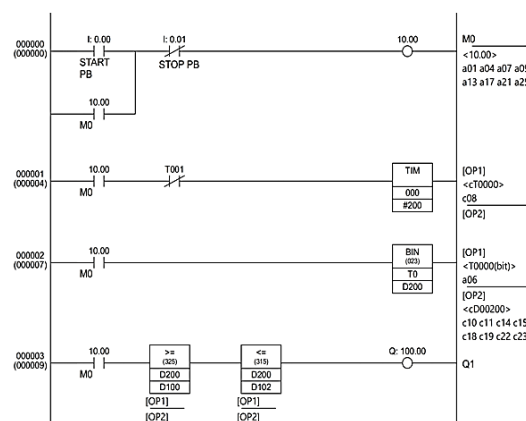 000000
(000000)
I: 0.00
START
PB
I: 0.01
STOP PB
10.00
M0
<10.00>
a01 a04 a07 a09
a13 a17 a21 a25
10.00
M0
000001
(000004)
10.00
M0
T001
TIM
000
#200
[OP1]
<cT0000>
c08
[OP2]
000002
(000007)
10.00
M0
BIN
(023)
T0
D200
[OP1]
<T0000(bit)>
a06
[OP2]
<cD00200>
c10 c11 c14 c15
c18 c19 c22 c23
000003
(000009)
10.00
M0
>=
(325)
D200
D100
[OP1]
[OP2]
<=
(315)
D200
D102
[OP1]
[OP2]
Q: 100.00
Q1